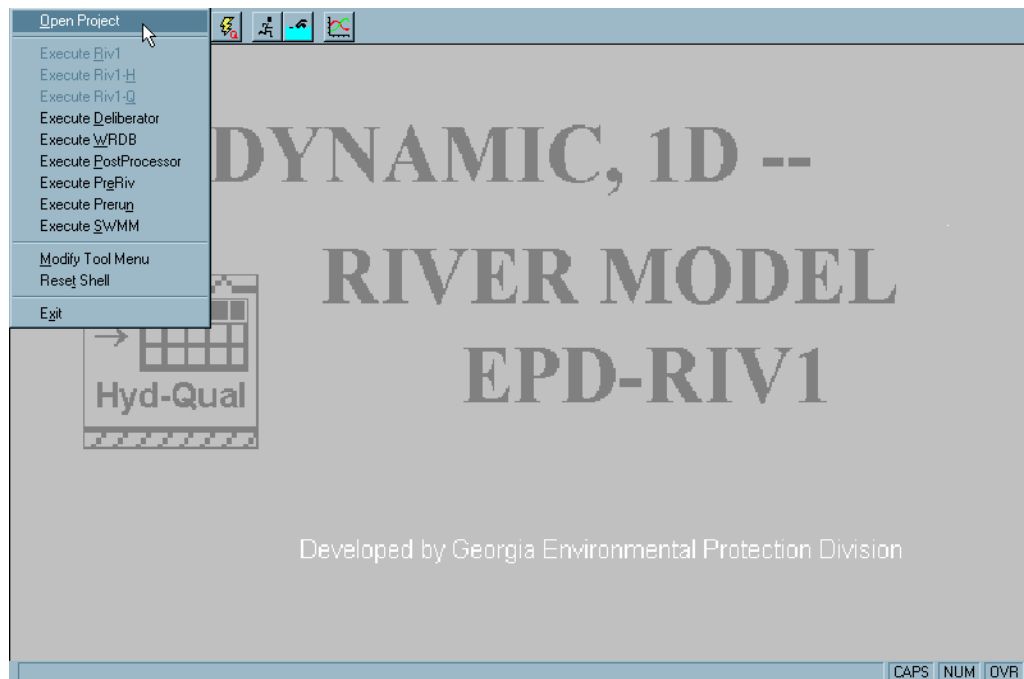 Open Project
Execute Riv1
Execute Riv1-H
Execute Riv1-Q
Execute Deliberator
Execute WRDB
Execute PostProcessor
Execute PreRiv
Execute Prerun
Execute SWMM
Modify Tool Menu
Reset Shell
Exit
DYNAMIC, 1D --
RIVER MODEL
EPD-RIV1
Hyd-Qual
Developed by Georgia Environmental Protection Division
CAPS NUM OVR